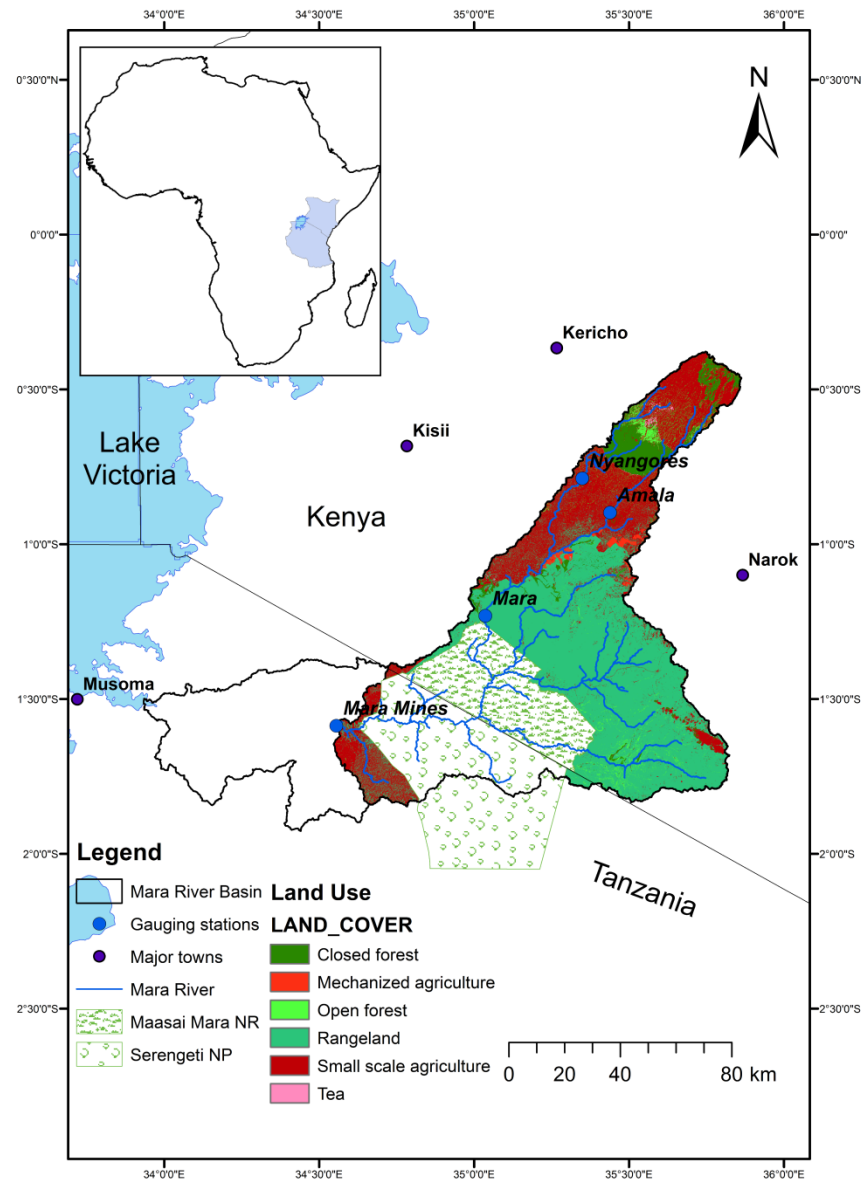 34°0'0"E 34°30'0"E 35°0'0"E 35°30'0"E 36°0'0"E
0°30'0"N 0°30'0"N
N
0°0'0" 0°0'0"
Kericho
0°30'0"S 0°30'0"S
Kisii
Lake
Victoria
Nyangores
Amala
Kenya
1°0'0"S 1°0'0"S
Narok
Mara
Musoma
1°30'0"S 1°30'0"S
Mara Mines
2°0'0"S 2°0'0"S
Tanzania
Legend
Mara River Basin
Gauging stations
Major towns
Mara River
Maasai Mara NR
Serengeti NP
Land Use
LAND_COVER
Closed forest
Mechanized agriculture
Open forest
Rangeland
Small scale agriculture
Tea
2°30'0"S 2°30'0"S
0 20 40 60 80 km
34°0'0"E 34°30'0"E 35°0'0"E 35°30'0"E 36°0'0"E